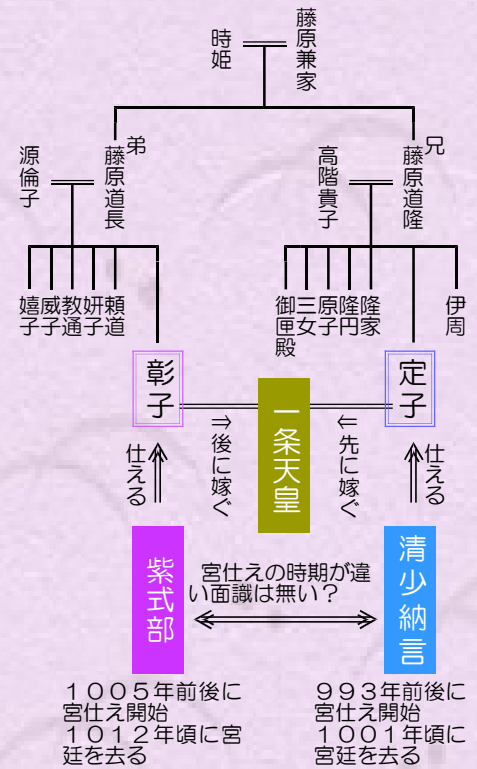 藤原兼家
時姫
兄
藤原道隆
高階貴子
弟
藤原道長
源倫子
伊周
隆家
隆円
原子
三女
御匣殿
頼道
妍子
教通
威子
嬉子
定子
彰子
一条天皇
⇐先に嫁ぐ
⇒後に嫁ぐ
仕える
仕える
清少納言
紫式部
宮仕えの時期が違
い面識は無い？
９９３年前後に
宮仕え開始
１００１年頃に
宮廷を去る
１００５年前後に
宮仕え開始
１０１２年頃に宮
廷を去る